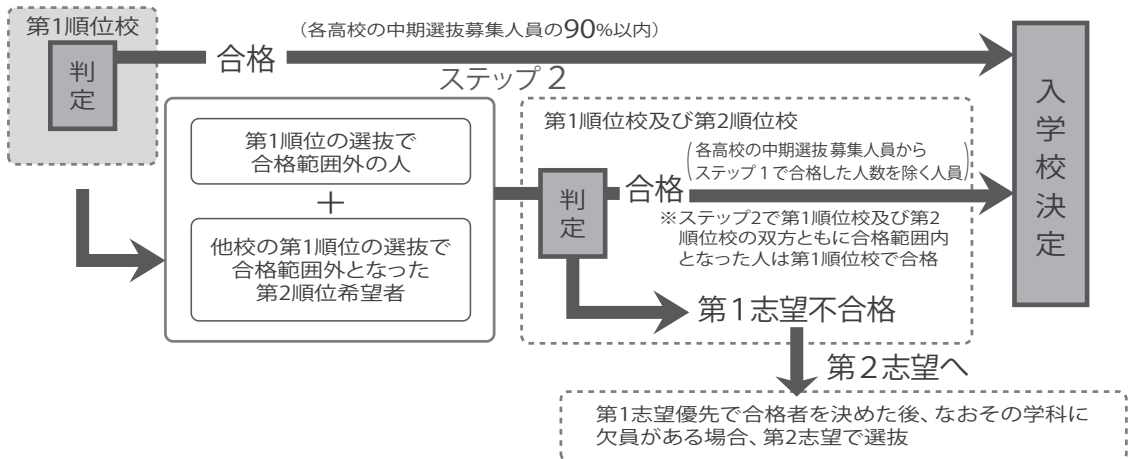 第1順位校
判定
合格
（各高校の中期選抜募集人員の90%以内）
ステップ 2
第1順位の選抜で
合格範囲外の人
＋
他校の第1順位の選抜で
合格範囲外となった
第2順位希望者
第1順位校及び第2順位校
判定
合格
（各高校の中期選抜募集人員から
ステップ1で合格した人数を除く人員）
※ステップ2で第1順位校及び第2
順位校の双方ともに合格範囲内
となった人は第1順位校で合格
第1志望不合格
入学校決定
第2志望へ
第1志望優先で合格者を決めた後、なおその学科に
欠員がある場合、第2志望で選抜